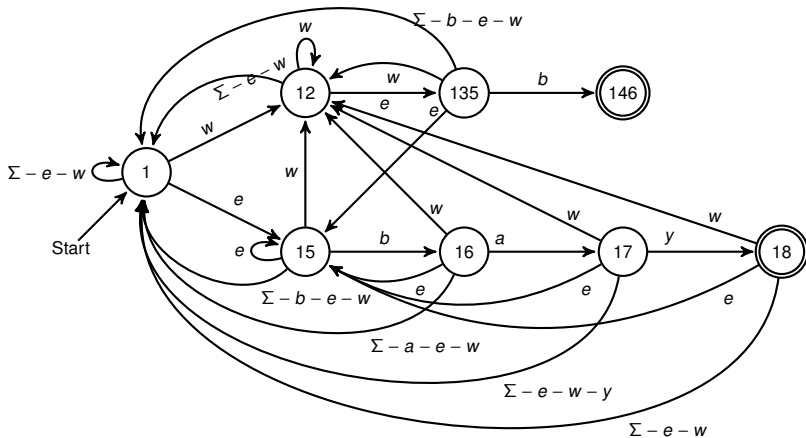 Σ − b − e − w
w
Σ − e − w
12
w
e
135
e
b
146
w
Σ − e − w
1
e
w
Start
e
15
b
16
w
a
17
w
y
18
w
Σ − b − e − w
e
e
e
Σ − a − e − w
Σ − e − w − y
Σ − e − w